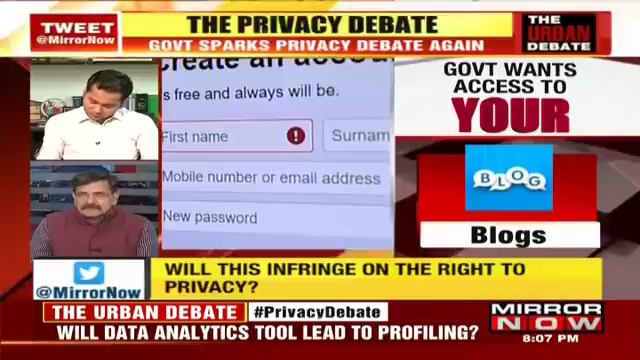 TWEET
@MirrorNow
THE PRIVACY DEBATE
GOVT SPARKS PRIVACY DEBATE AGAIN
THE
URBAN
DEBATE
s free and always will be.
First name
Surnam
Mobile number or email address
New password
GOVT WANTS
ACCESS TO
YOUR
BLOG
Blogs
@MirrorNow
WILL THIS INFRINGE ON THE RIGHT TO
PRIVACY?
THE URBAN DEBATE
#PrivacyDebate
WILL DATA ANALYTICS TOOL LEAD TO PROFILING?
MIRROR
NOW
8:07 PM